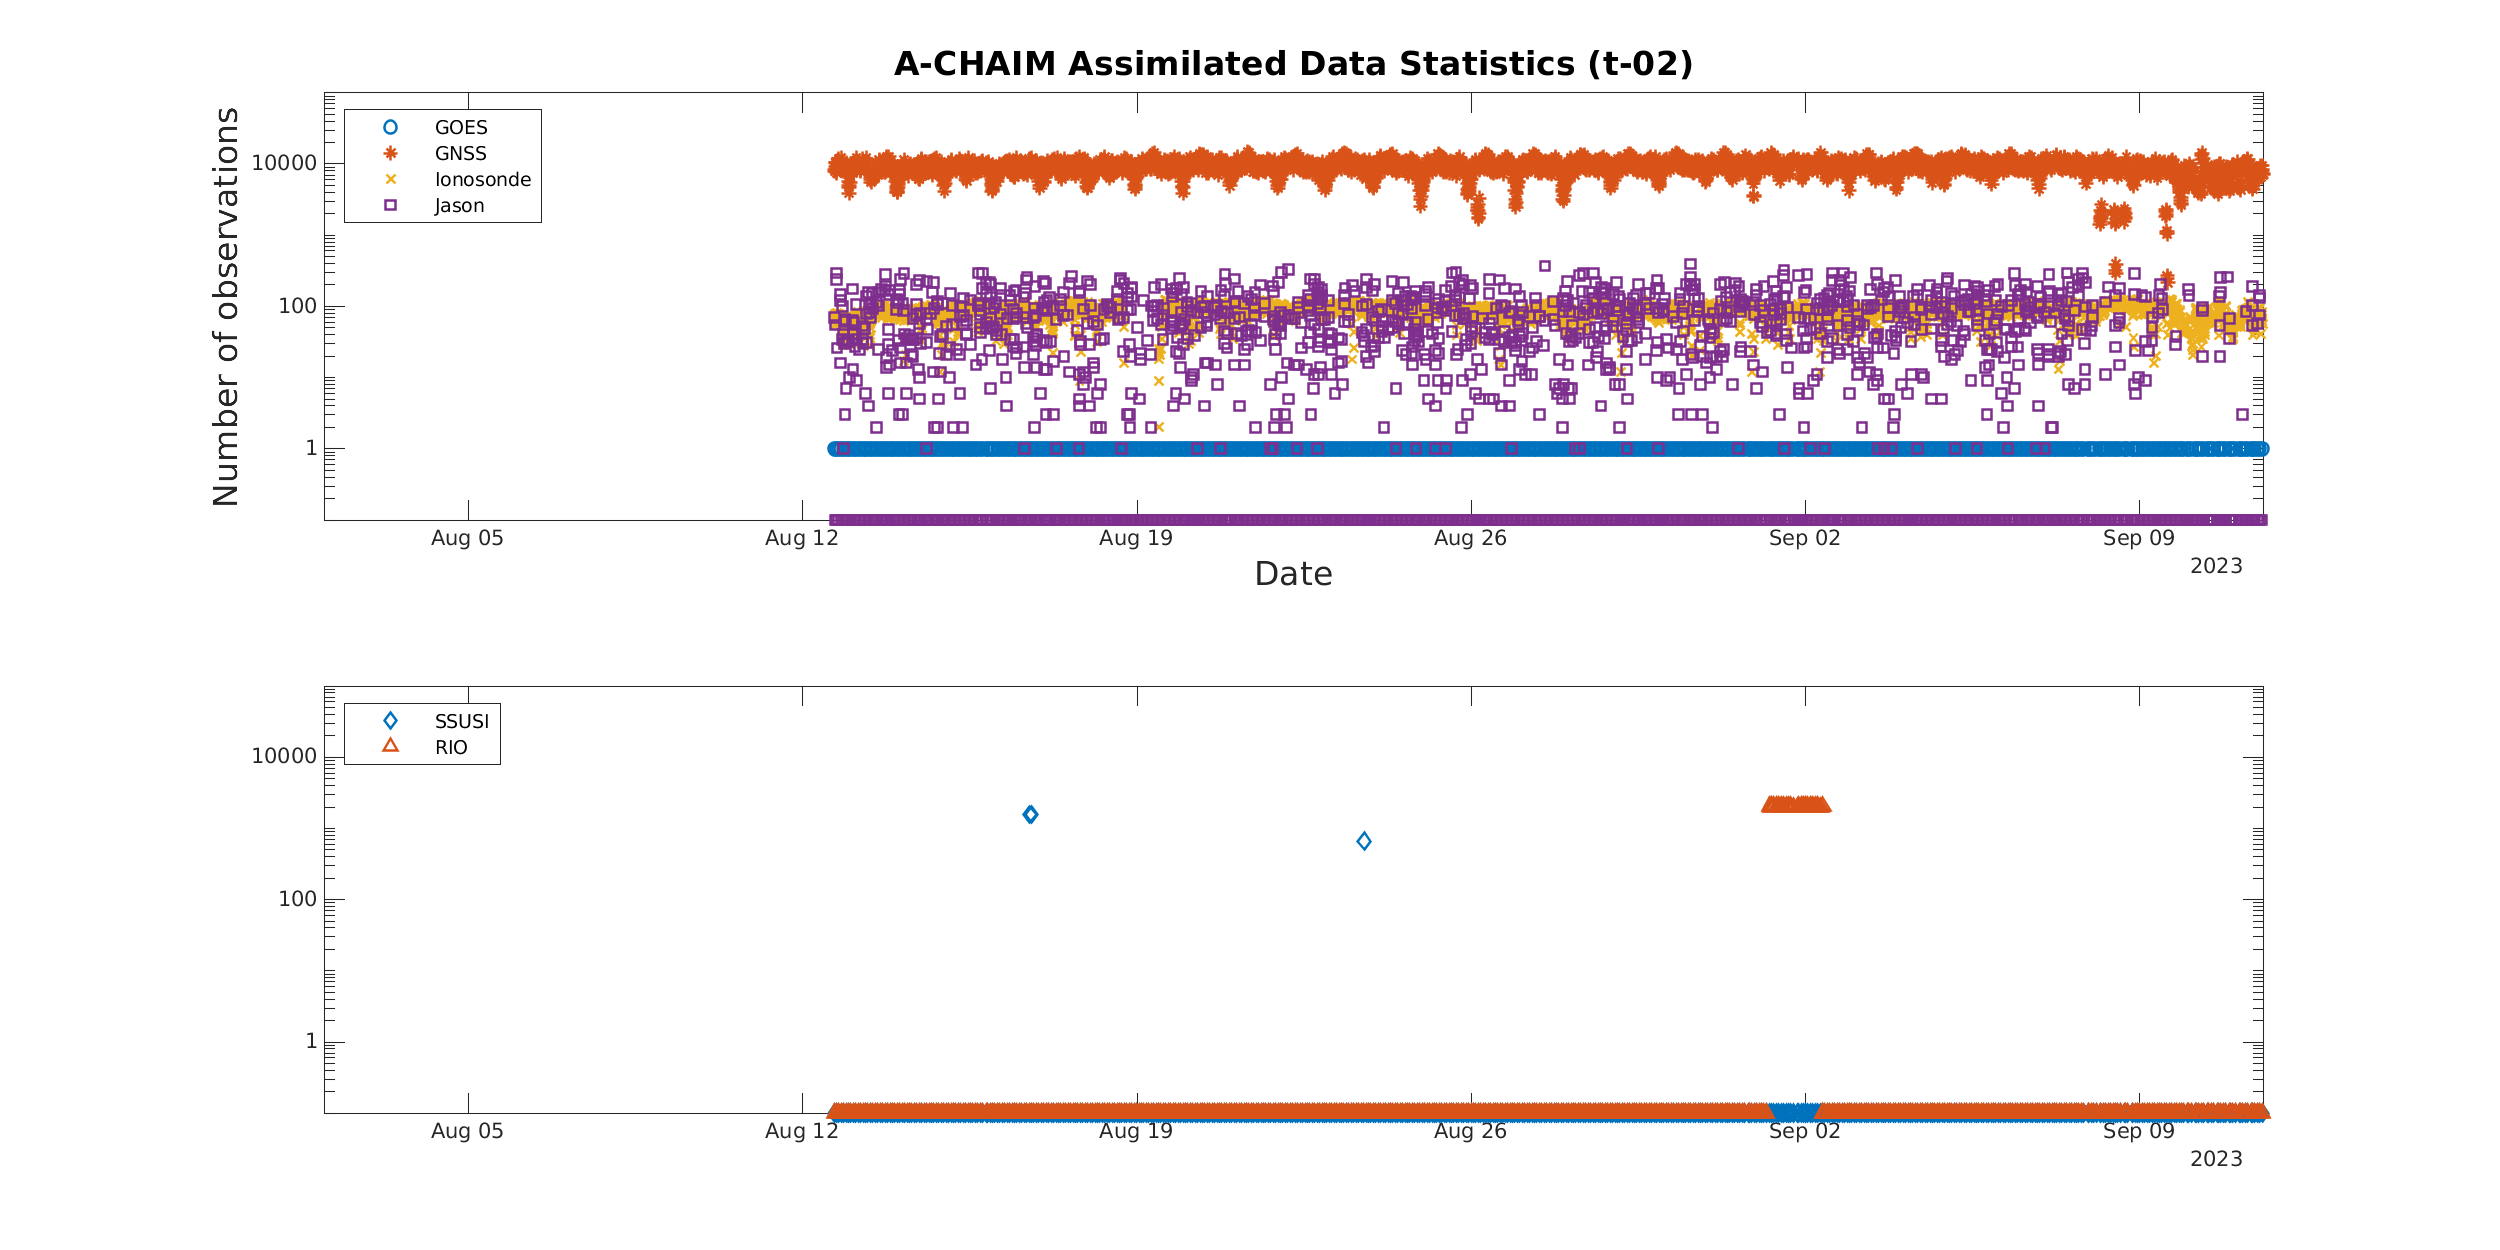 A-CHAIM Assimilated Data Statistics (t-02)
Number of observations
10000
100
1
GOES
GNSS
Ionosonde
Jason
Aug 05
Aug 12
Aug 19
Aug 26
Sep 02
Sep 09
2023
Date
10000
100
1
SSUSI
RIO
Aug 05
Aug 12
Aug 19
Aug 26
Sep 02
Sep 09
2023